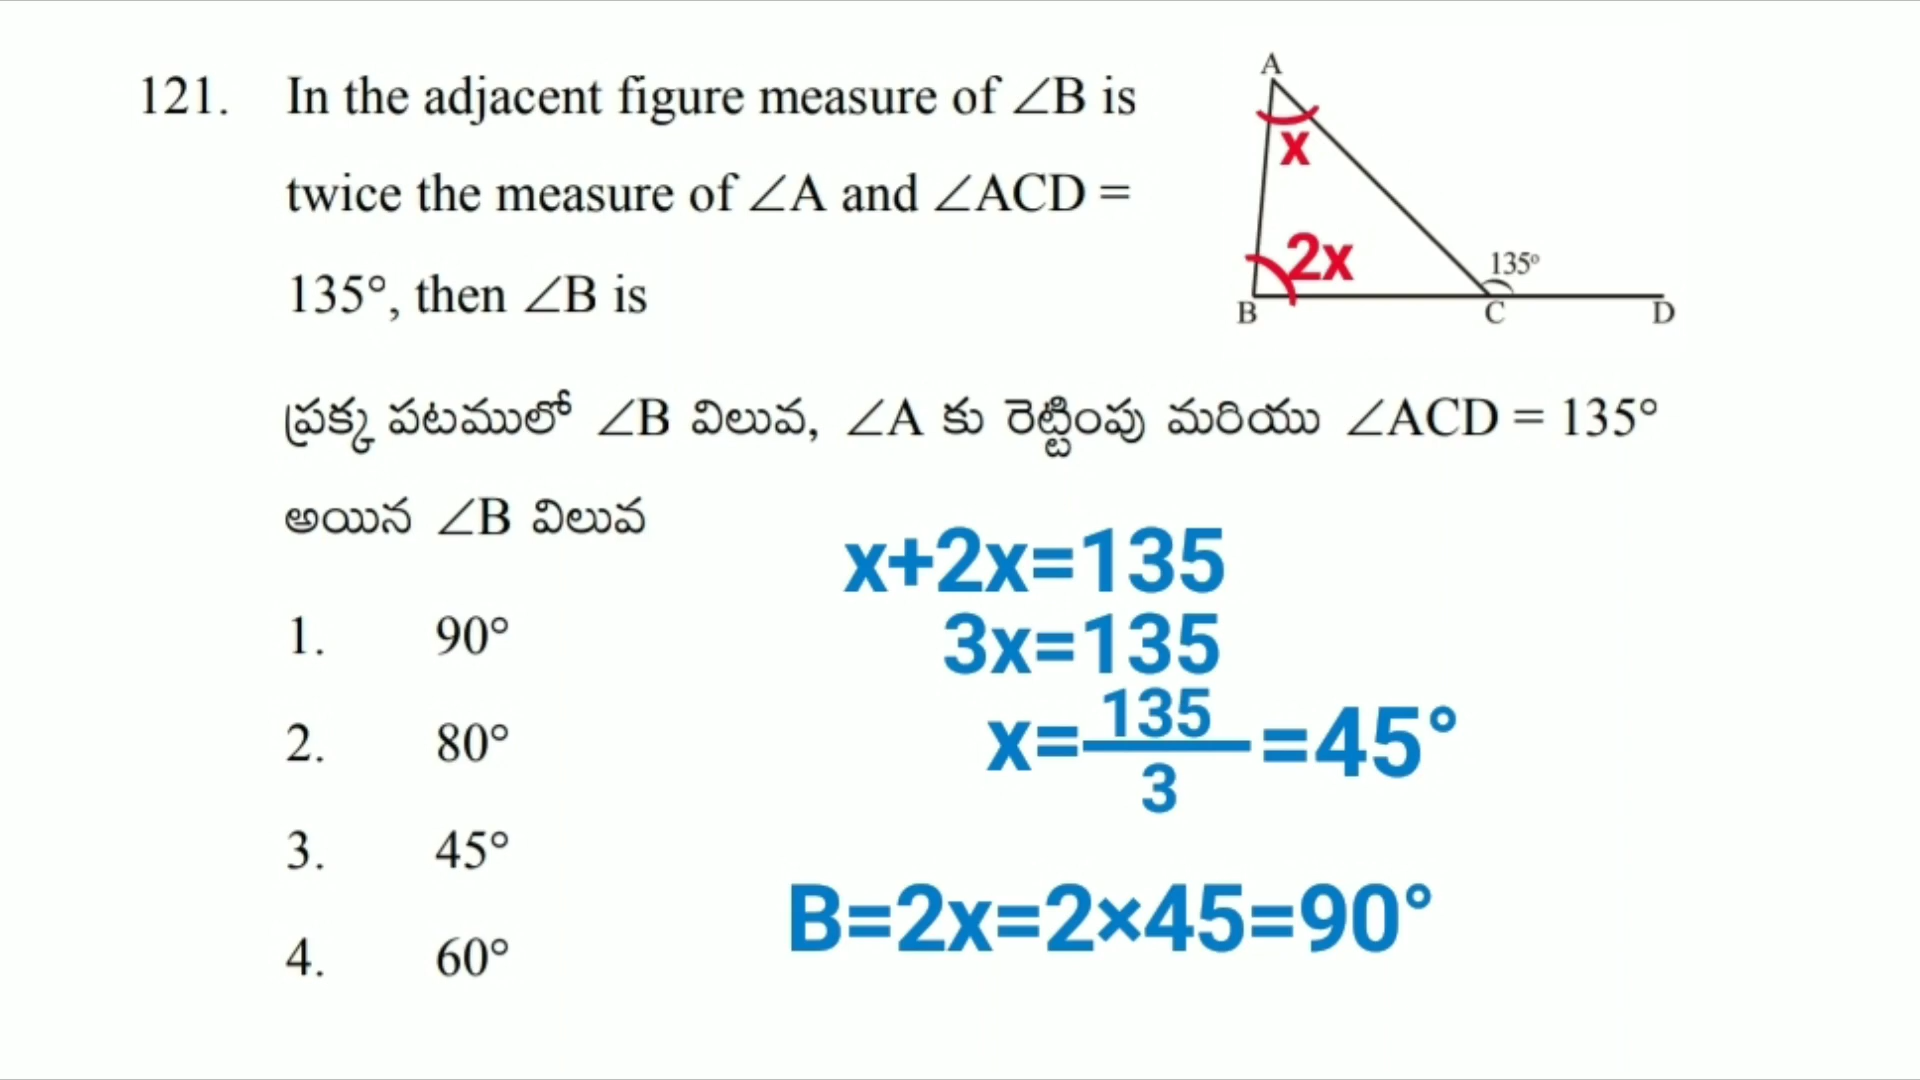 121. In the adjacent figure measure of ∠B is
twice the measure of ∠A and ∠ACD =
135°, then ∠B is
A
x
2x
135°
B C D
ప్రక్క పటములో ∠B విలువ, ∠A కు రెట్టింపు మరియు ∠ACD = 135°
అయిన ∠B విలువ
1. 90°
2. 80°
3. 45°
4. 60°
x+2x=135
3x=135
x=135/3=45°
B=2x=2×45=90°